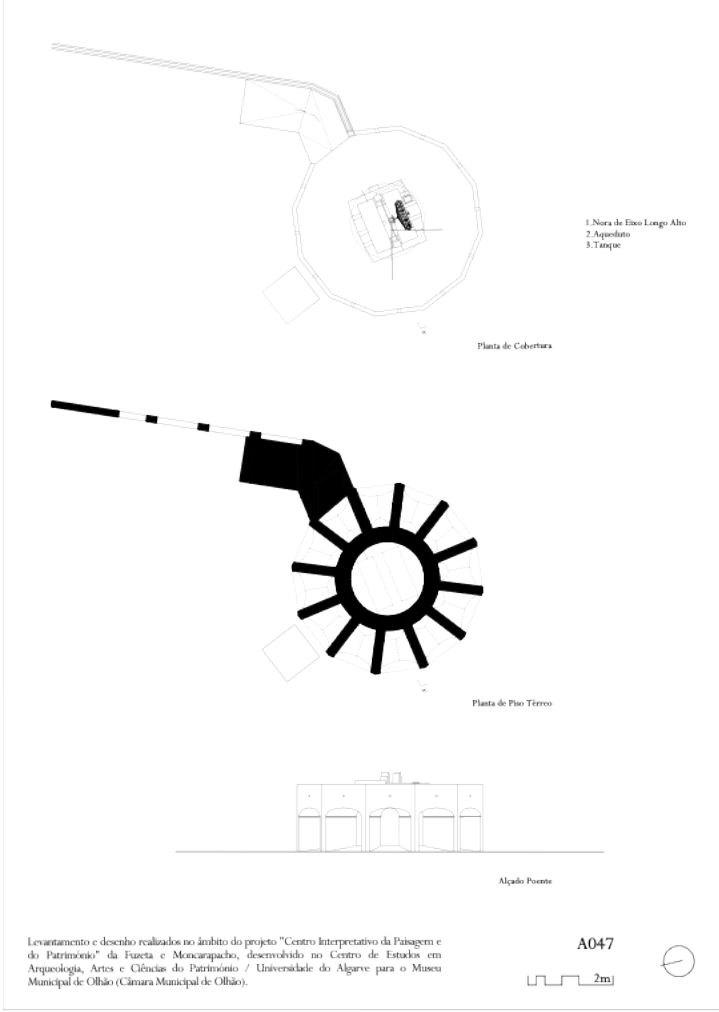 1.Nora de Eixo Longo Alto
2.Aqueduto
3.Tanque
Planta de Cobertura
Planta de Piso Tèrreo
Alçado Poente
Levantamento e desenho realizados no âmbito do projeto "Centro Interpretativo da Paisagem e
do Património" da Fuzeta e Moncarapacho, desenvolvido no Centro de Estudos em
Arqueologia, Artes e Ciências do Património / Universidade do Algarve para o Museu
Municipal de Olhão (Câmara Municipal de Olhão).
A047
2m